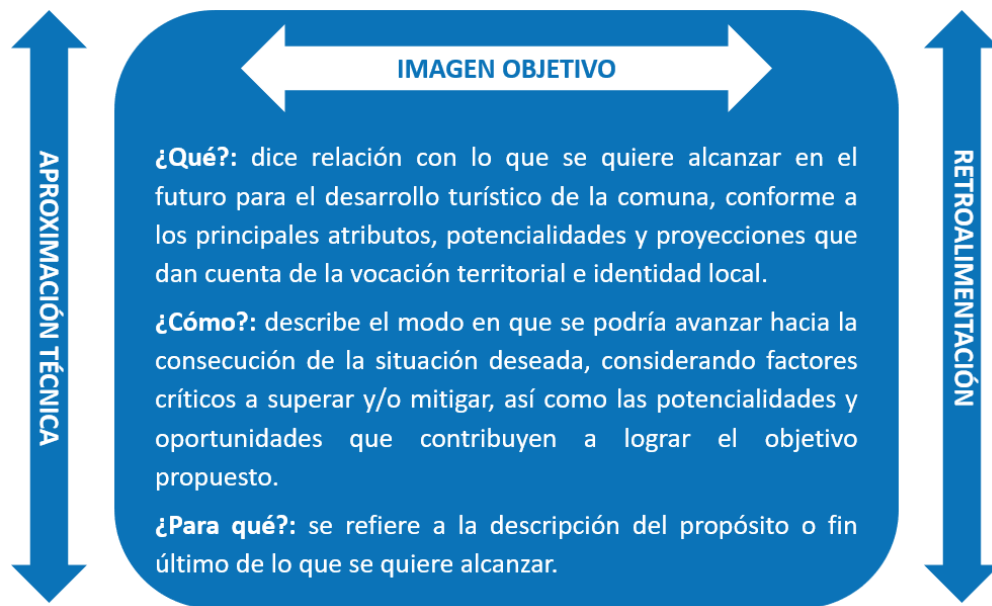 IMAGEN OBJETIVO
APROXIMACIÓN TÉCNICA
¿Qué?: dice relación con lo que se quiere alcanzar en el
futuro para el desarrollo turístico de la comuna, conforme a
los principales atributos, potencialidades y proyecciones que
dan cuenta de la vocación territorial e identidad local.
¿Cómo?: describe el modo en que se podría avanzar hacia la
consecución de la situación deseada, considerando factores
críticos a superar y/o mitigar, así como las potencialidades y
oportunidades que contribuyen a lograr el objetivo
propuesto.
¿Para qué?: se refiere a la descripción del propósito o fin
último de lo que se quiere alcanzar.
RETROALIMENTACIÓN